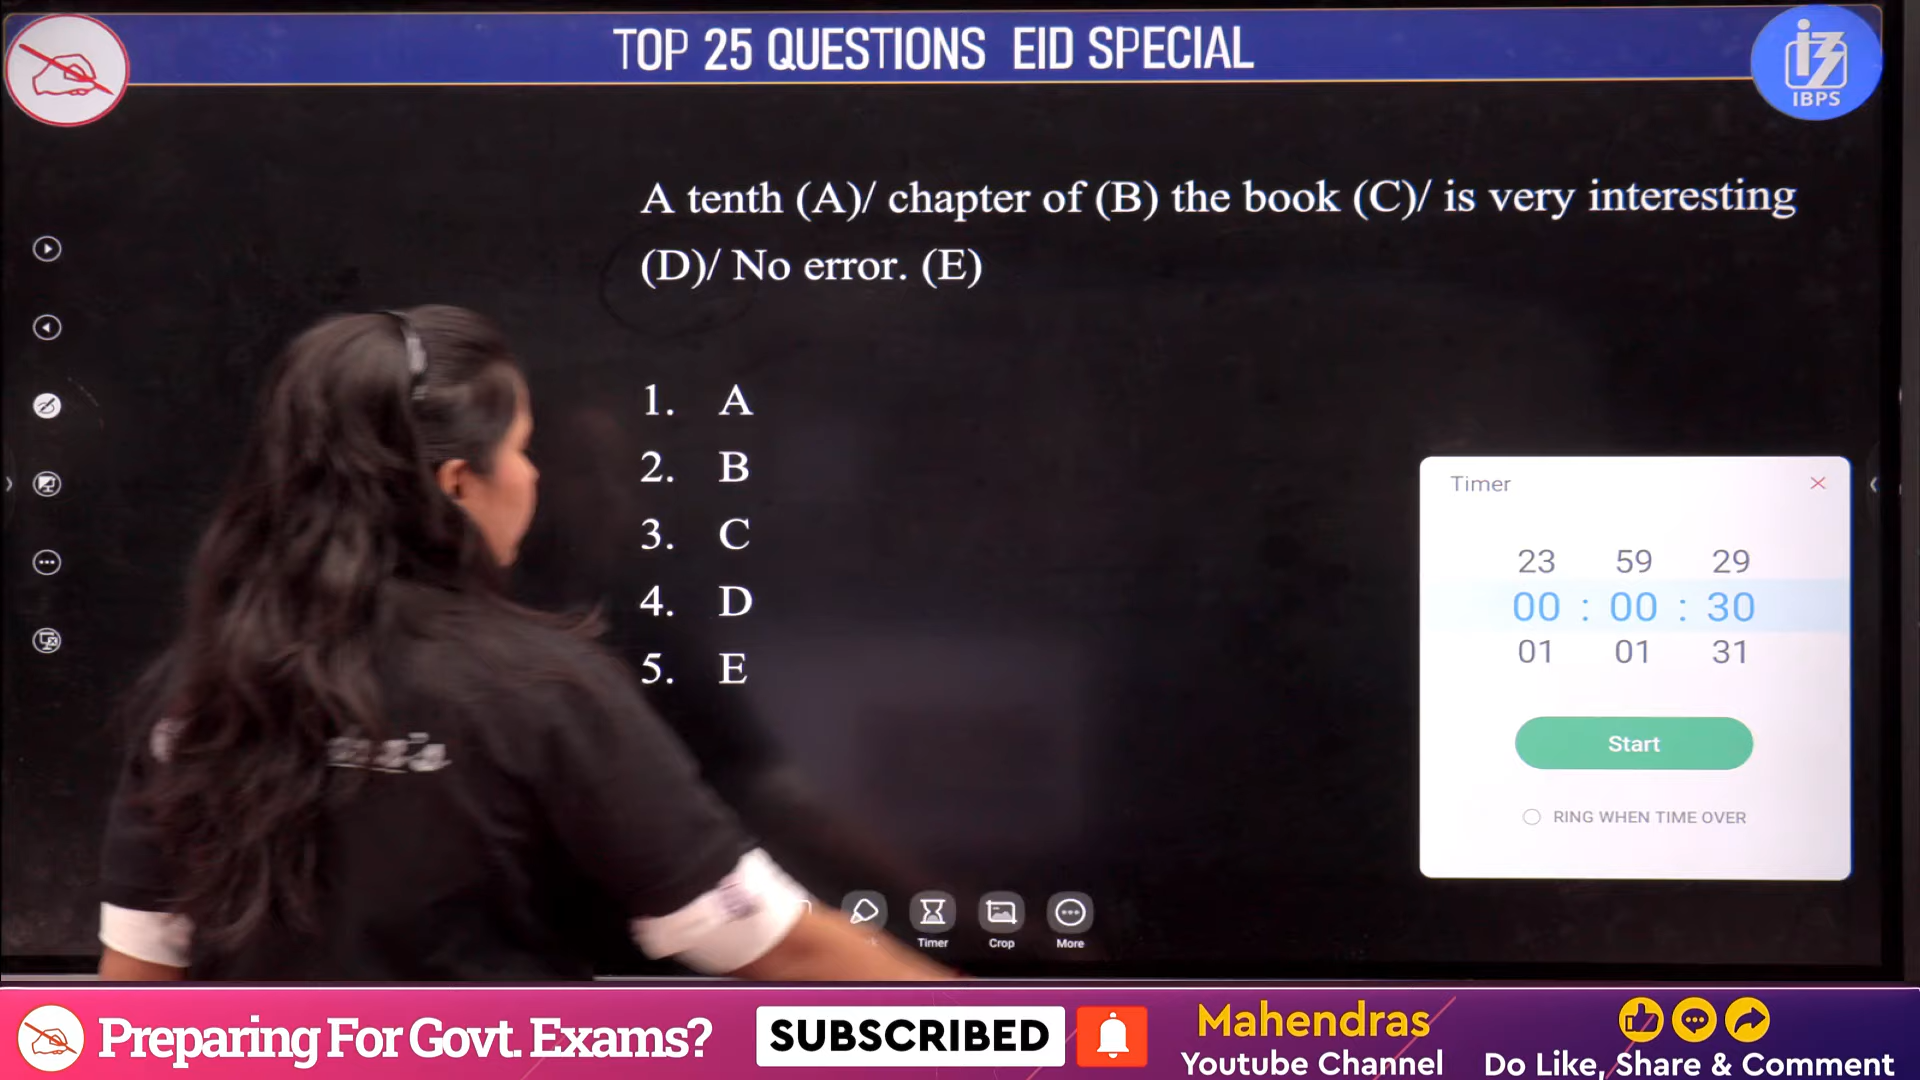 TOP 25 QUESTIONS EID SPECIAL
IBPS
A tenth (A)/ chapter of (B) the book (C)/ is very interesting
(D)/ No error. (E)
1. A
2. B
3. C
4. D
5. E
Timer
23 59 29
00 : 00 : 30
01 01 31
Start
RING WHEN TIME OVER
Timer
Crop
More
Preparing For Govt. Exams?
SUBSCRIBED
Mahendras
Youtube Channel
Do Like, Share & Comment